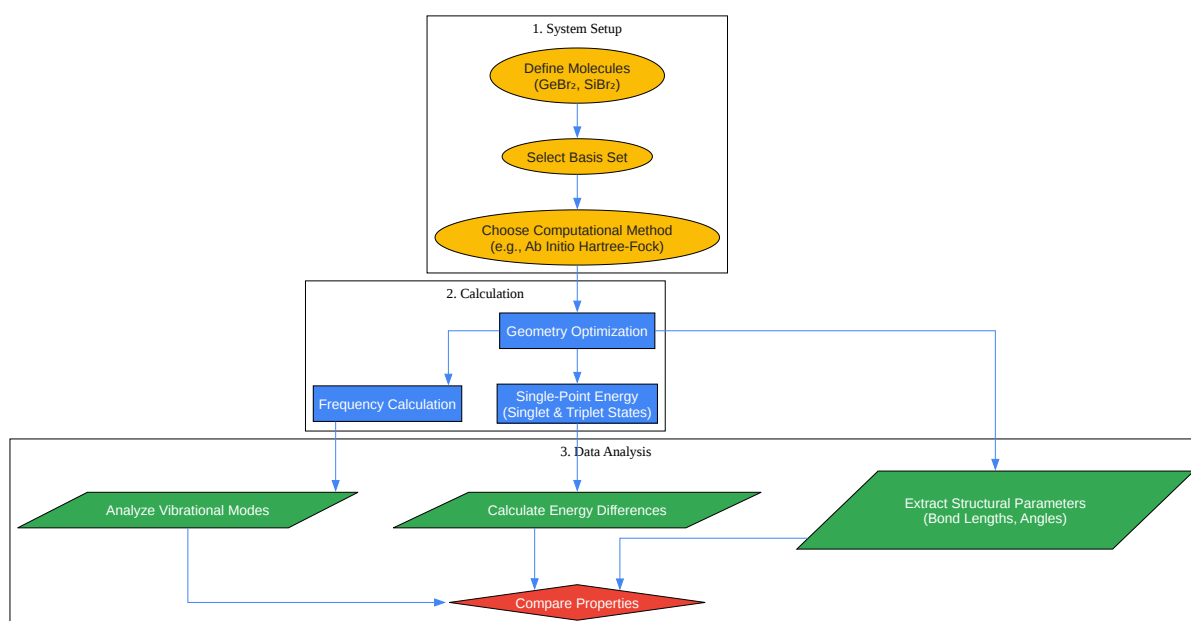 1. System Setup
Define Molecules
(GeBr₂, SiBr₂)
Select Basis Set
Choose Computational Method
(e.g., Ab Initio Hartree-Fock)
2. Calculation
Geometry Optimization
Frequency Calculation
Single-Point Energy
(Singlet & Triplet States)
3. Data Analysis
Analyze Vibrational Modes
Calculate Energy Differences
Extract Structural Parameters
(Bond Lengths, Angles)
Compare Properties